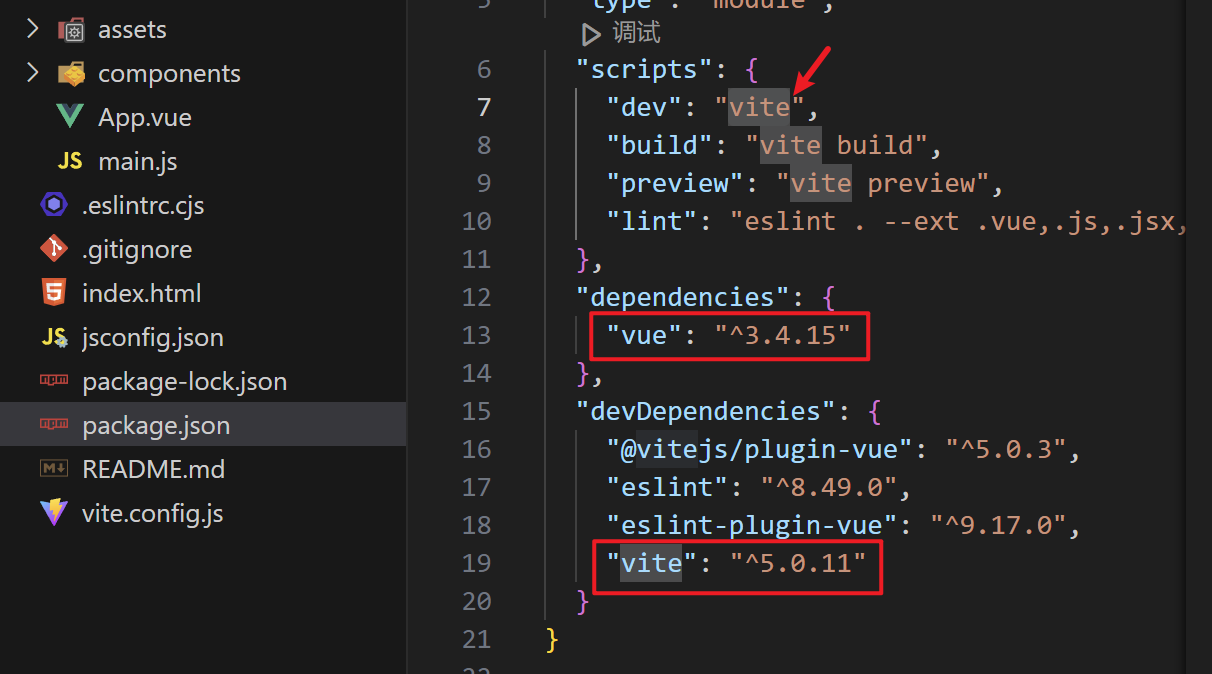 assets
components
App.vue
JS main.js
.eslintrc.cjs
.gitignore
index.html
JS jsconfig.json
package-lock.json
package.json
README.md
vite.config.js
5 "type": "module",
调试
6 "scripts": {
7 "dev": "vite",
8 "build": "vite build",
9 "preview": "vite preview",
10 "lint": "eslint . --ext .vue,.js,.jsx,
11 },
12 "dependencies": {
13 "vue": "^3.4.15"
14 },
15 "devDependencies": {
16 "@vitejs/plugin-vue": "^5.0.3",
17 "eslint": "^8.49.0",
18 "eslint-plugin-vue": "^9.17.0",
19 "vite": "^5.0.11"
20 }
21 }
22